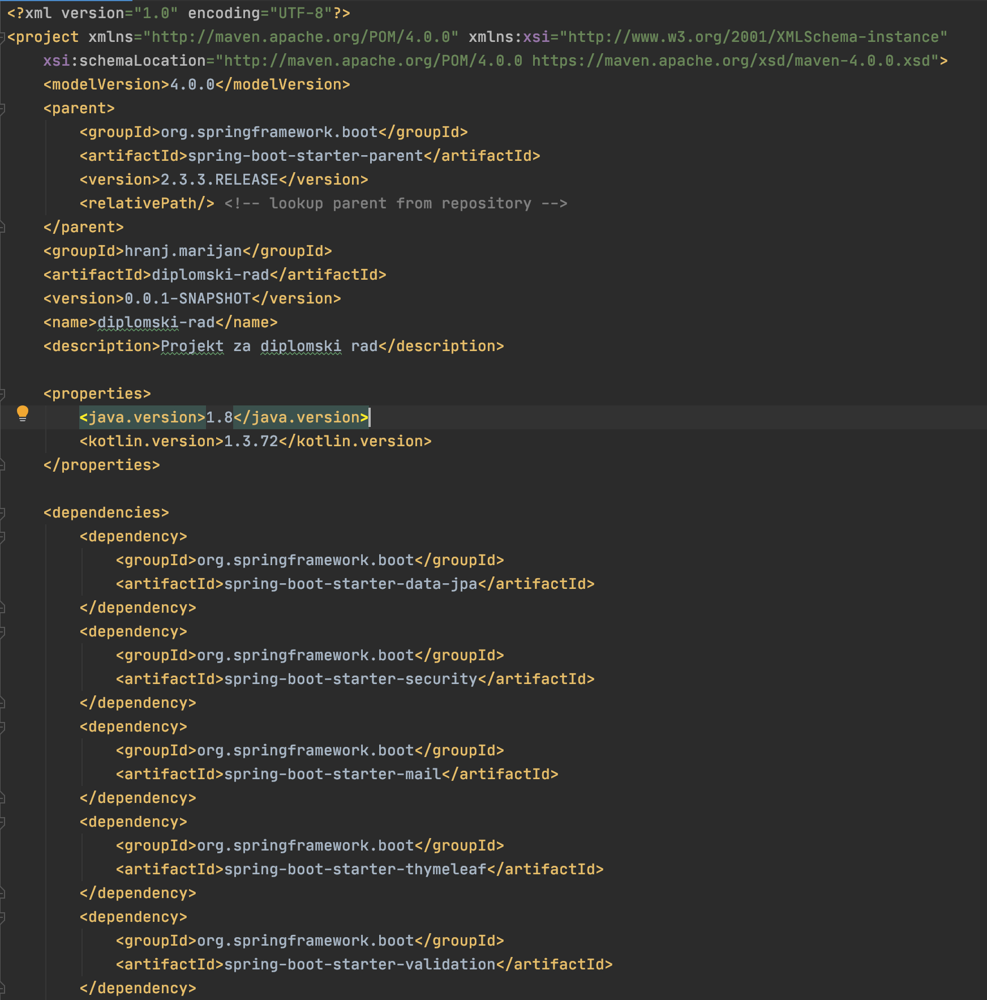 <?xml version="1.0" encoding="UTF-8"?>
<project xmlns="http://maven.apache.org/POM/4.0.0" xmlns:xsi="http://www.w3.org/2001/XMLSchema-instance"
    xsi:schemaLocation="http://maven.apache.org/POM/4.0.0 https://maven.apache.org/xsd/maven-4.0.0.xsd">
    <modelVersion>4.0.0</modelVersion>
    <parent>
        <groupId>org.springframework.boot</groupId>
        <artifactId>spring-boot-starter-parent</artifactId>
        <version>2.3.3.RELEASE</version>
        <relativePath/> <!-- lookup parent from repository -->
    </parent>
    <groupId>hranj.marijan</groupId>
    <artifactId>diplomski-rad</artifactId>
    <version>0.0.1-SNAPSHOT</version>
    <name>diplomski-rad</name>
    <description>Projekt za diplomski rad</description>

    <properties>
        <java.version>1.8</java.version>
        <kotlin.version>1.3.72</kotlin.version>
    </properties>

    <dependencies>
        <dependency>
            <groupId>org.springframework.boot</groupId>
            <artifactId>spring-boot-starter-data-jpa</artifactId>
        </dependency>
        <dependency>
            <groupId>org.springframework.boot</groupId>
            <artifactId>spring-boot-starter-security</artifactId>
        </dependency>
        <dependency>
            <groupId>org.springframework.boot</groupId>
            <artifactId>spring-boot-starter-mail</artifactId>
        </dependency>
        <dependency>
            <groupId>org.springframework.boot</groupId>
            <artifactId>spring-boot-starter-thymeleaf</artifactId>
        </dependency>
        <dependency>
            <groupId>org.springframework.boot</groupId>
            <artifactId>spring-boot-starter-validation</artifactId>
        </dependency>